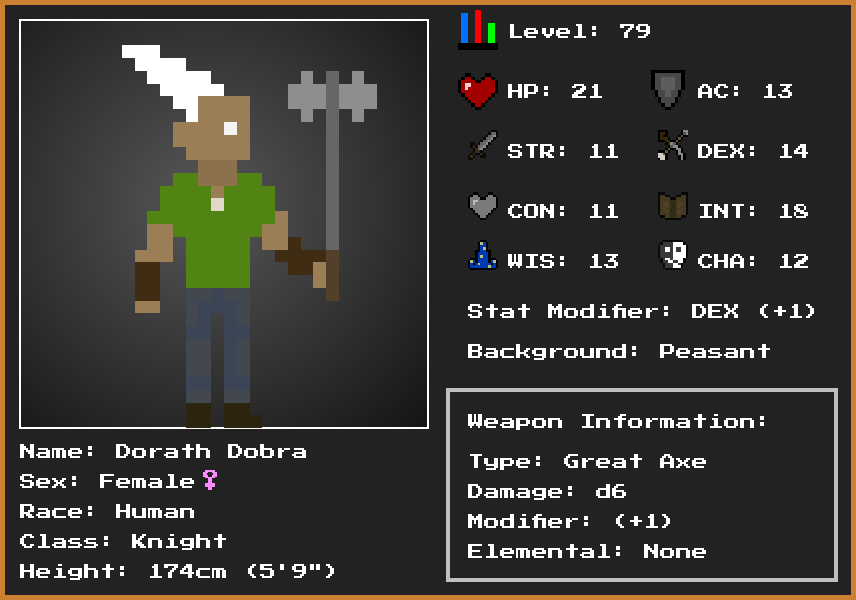 Level: 79
HP: 21
AC: 13
STR: 11
DEX: 14
CON: 11
INT: 18
WIS: 13
CHA: 12
Stat Modifier: DEX (+1)
Background: Peasant
Name: Dorath Dobra
Sex: Female♀
Race: Human
Class: Knight
Height: 174cm (5'9")
Weapon Information:
Type: Great Axe
Damage: d6
Modifier: (+1)
Elemental: None